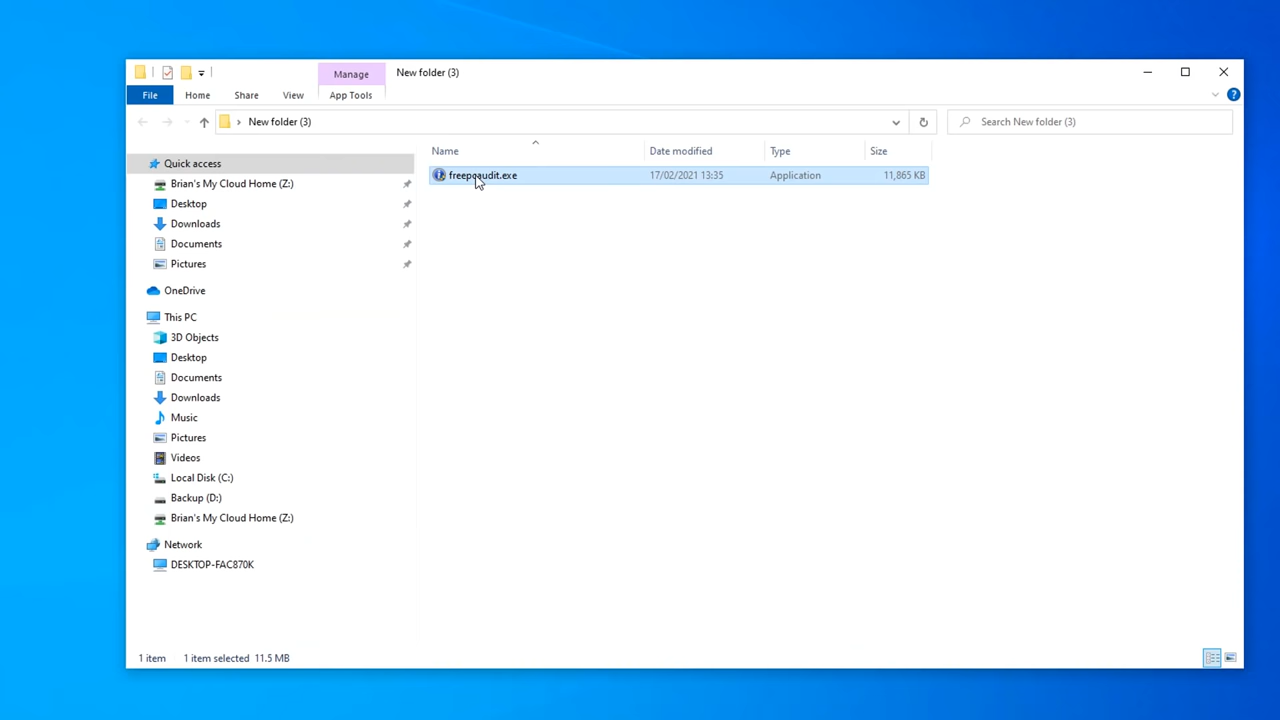 Manage
New folder (3)
File
Home
Share
View
App Tools
New folder (3)
Search New folder (3)
Name
Date modified
Type
Size
Quick access
freepcaudit.exe
17/02/2021 13:35
Application
11,865 KB
Brian's My Cloud Home (Z:)
Desktop
Downloads
Documents
Pictures
OneDrive
This PC
3D Objects
Desktop
Documents
Downloads
Music
Pictures
Videos
Local Disk (C:)
Backup (D:)
Brian's My Cloud Home (Z:)
Network
DESKTOP-FAC870K
1 item
1 item selected 11.5 MB